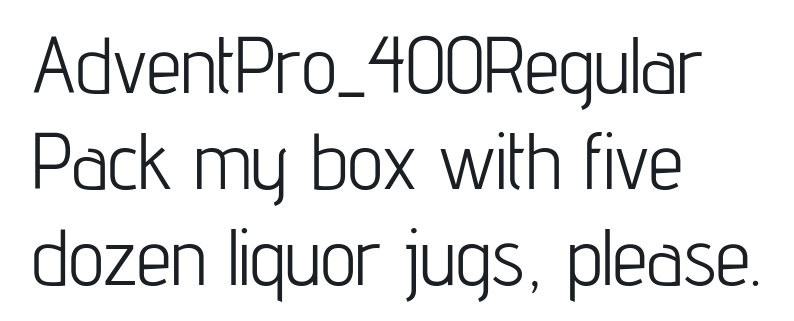 AdventPro_400Regular
Pack my box with five
dozen liquor jugs, please.